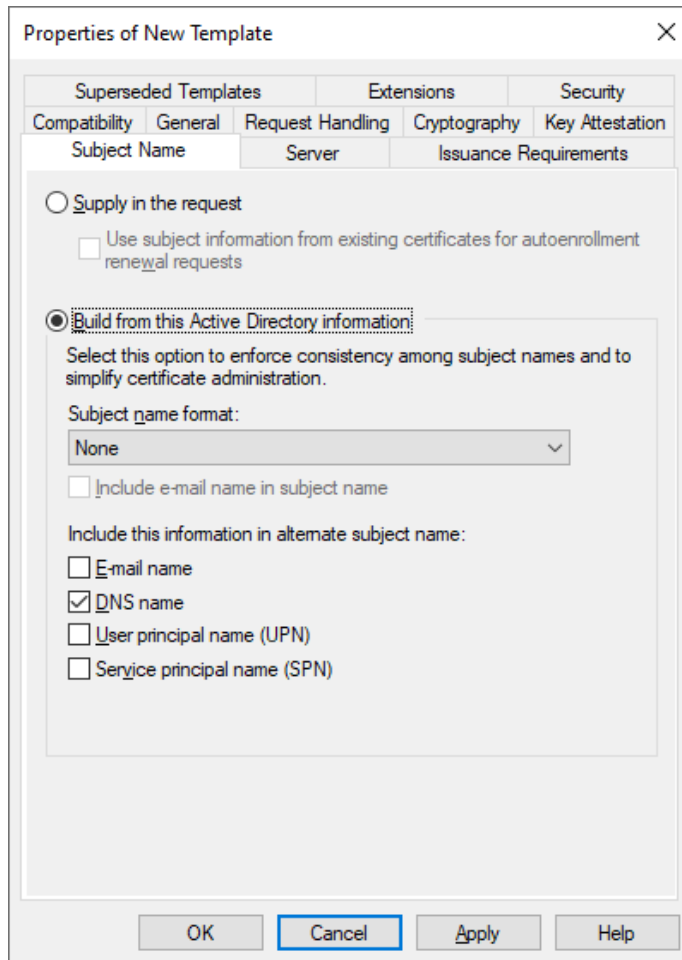 Properties of New Template
Superseded Templates Extensions Security
Compatibility General Request Handling Cryptography Key Attestation
Subject Name Server Issuance Requirements
Supply in the request
Use subject information from existing certificates for autoenrollment
renewal requests
Build from this Active Directory information
Select this option to enforce consistency among subject names and to
simplify certificate administration.
Subject name format:
None
Include e-mail name in subject name
Include this information in alternate subject name:
E-mail name
DNS name
User principal name (UPN)
Service principal name (SPN)
OK Cancel Apply Help